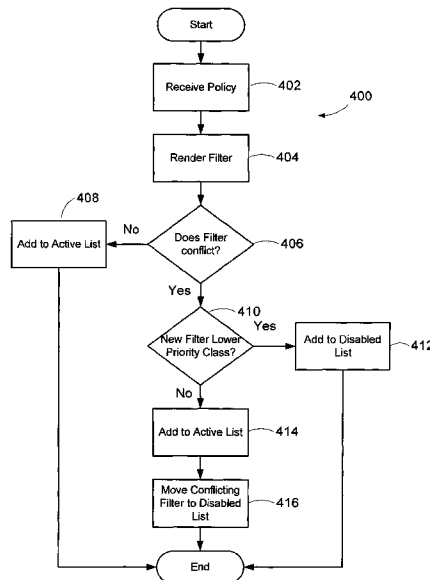 Start
Receive Policy
402
400
Render Filter
404
408
No
Add to Active List
Does Filter
conflict?
406
Yes
410
New Filter Lower
Priority Class?
Yes
Add to Disabled
List
412
No
Add to Active List
414
Move Conflicting
Filter to Disabled
List
416
End